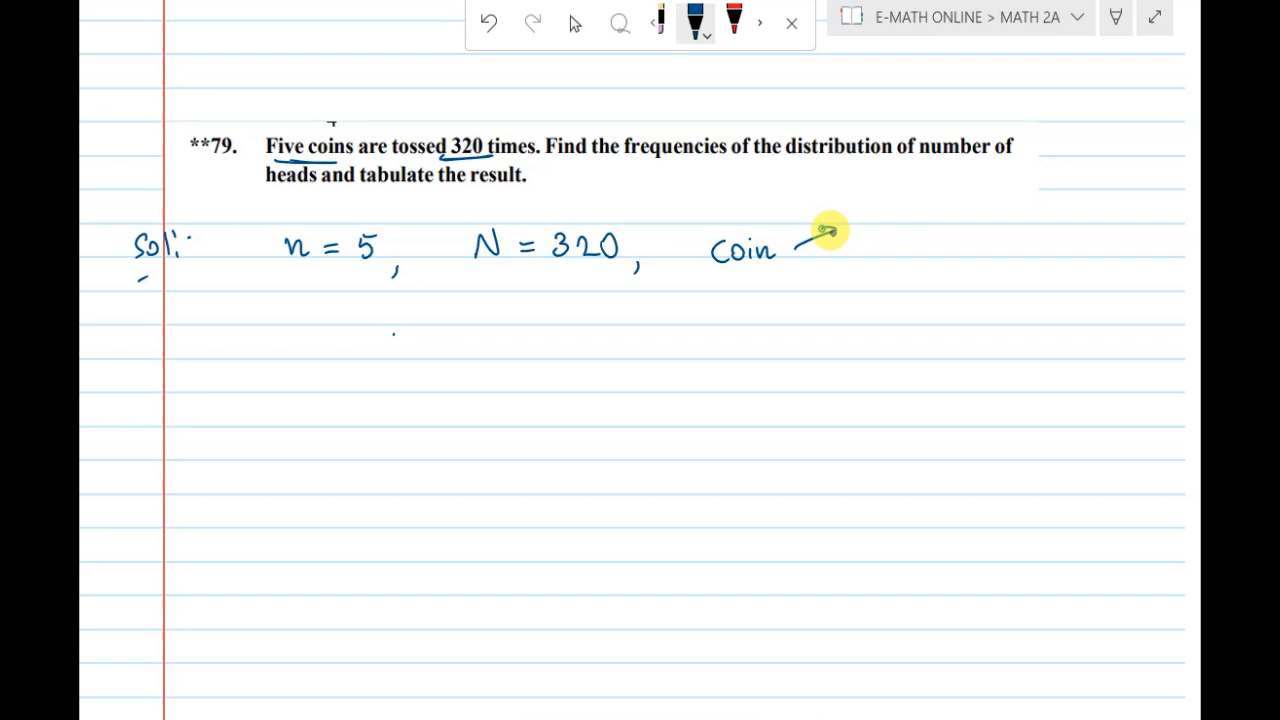 E-MATH ONLINE > MATH 2A
**79. Five coins are tossed 320 times. Find the frequencies of the distribution of number of
heads and tabulate the result.
Sol:- n = 5, N = 320, Coin